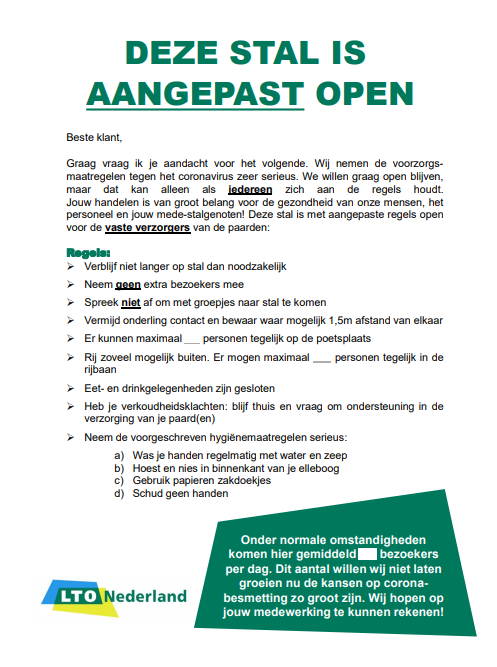 DEZE STAL IS
AANGEPAST OPEN
Beste klant,
Graag vraag ik je aandacht voor het volgende. Wij nemen de voorzorgs-
maatregelen tegen het coronavirus zeer serieus. We willen graag open blijven,
maar dat kan alleen als iedereen zich aan de regels houdt.
Jouw handelen is van groot belang voor de gezondheid van onze mensen, het
personeel en jouw mede-stalgenoten! Deze stal is met aangepaste regels open
voor de vaste verzorgers van de paarden:
Regels:
➢ Verblijf niet langer op stal dan noodzakelijk
➢ Neem geen extra bezoekers mee
➢ Spreek niet af om met groepjes naar stal te komen
➢ Vermijd onderling contact en bewaar waar mogelijk 1,5m afstand van elkaar
➢ Er kunnen maximaal ___ personen tegelijk op de poetsplaats
➢ Rij zoveel mogelijk buiten. Er mogen maximaal ___ personen tegelijk in de
rijbaan
➢ Eet- en drinkgelegenheden zijn gesloten
➢ Heb je verkoudheidsklachten: blijf thuis en vraag om ondersteuning in de
verzorging van je paard(en)
➢ Neem de voorgeschreven hygiënemaatregelen serieus:
a) Was je handen regelmatig met water en zeep
b) Hoest en nies in binnenkant van je elleboog
c) Gebruik papieren zakdoekjes
d) Schud geen handen
Onder normale omstandigheden
komen hier gemiddeld ___ bezoekers
per dag. Dit aantal willen wij niet laten
groeien nu de kansen op corona-
besmetting zo groot zijn. Wij hopen op
jouw medewerking te kunnen rekenen!
LTO Nederland